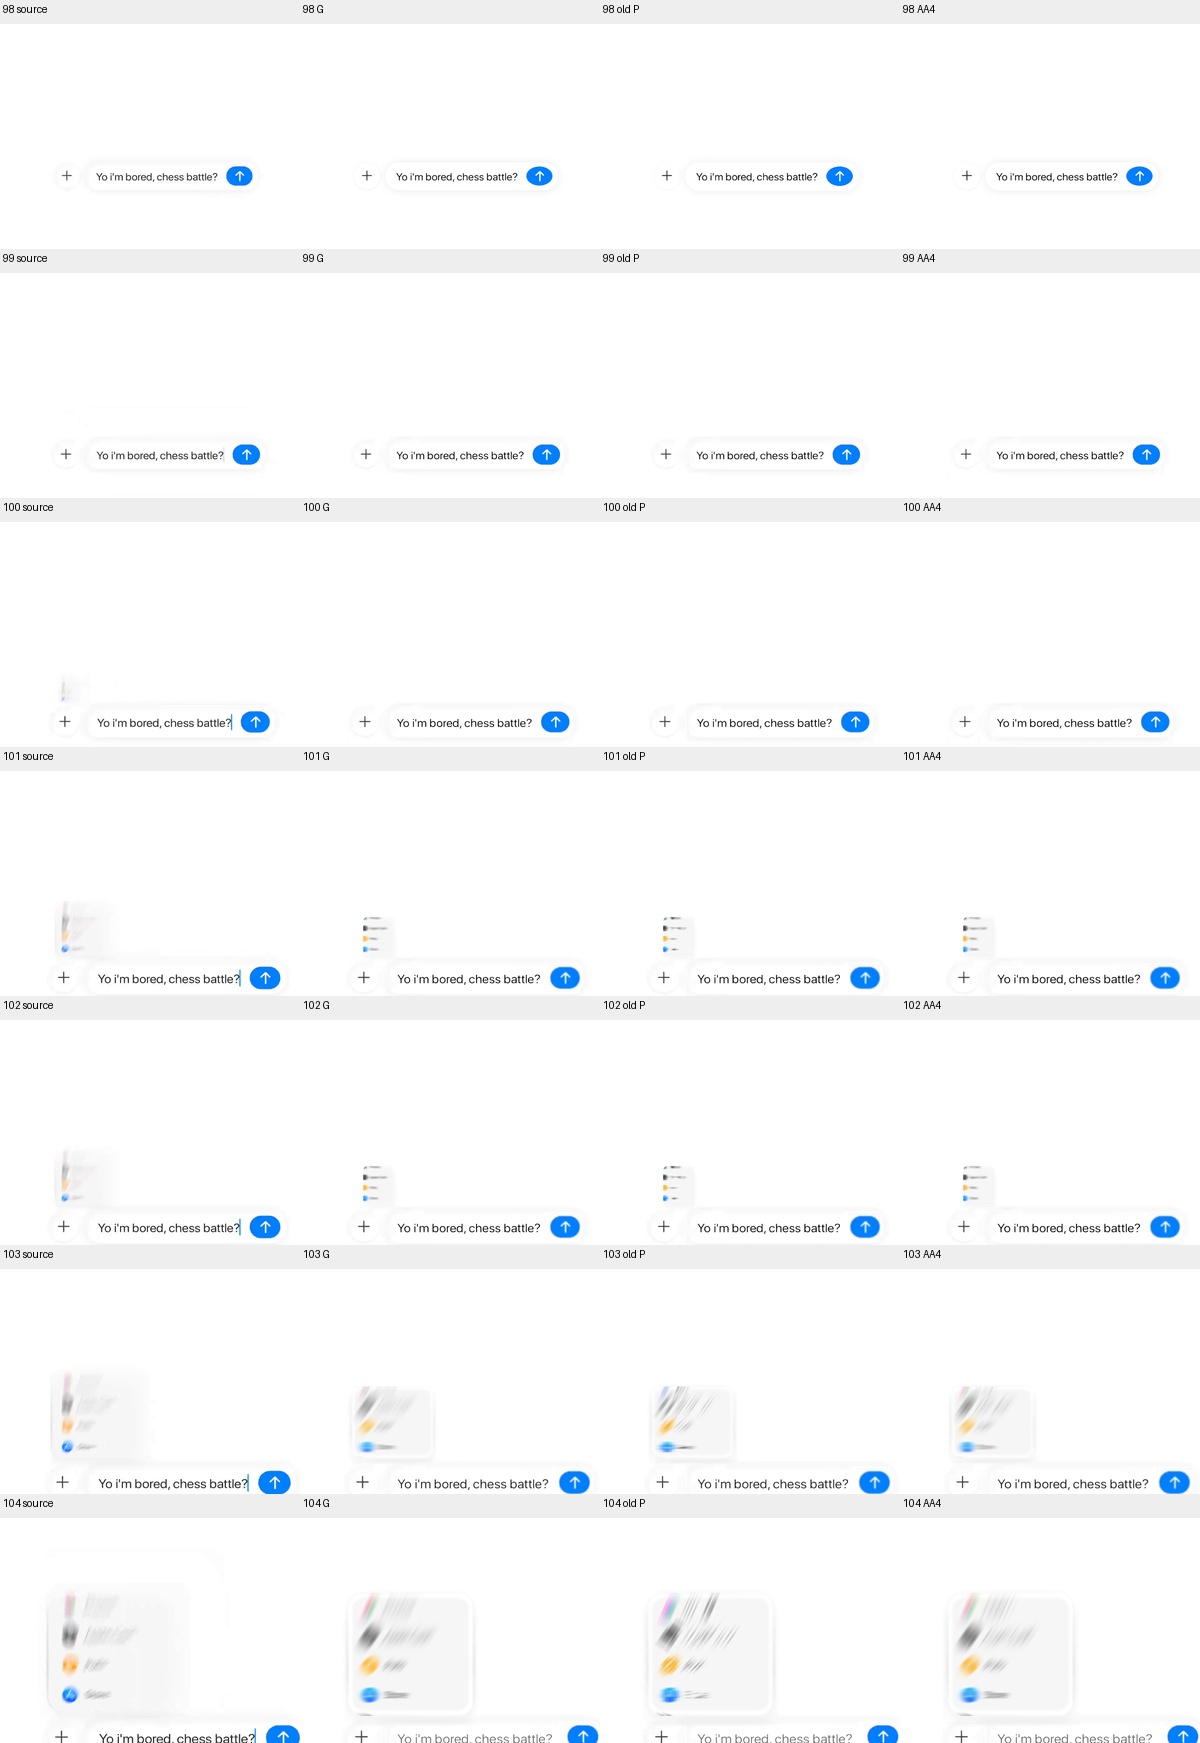 98 source 98 G 98 old P 98 AA4
Yo i'm bored, chess battle? Yo i'm bored, chess battle? Yo i'm bored, chess battle? Yo i'm bored, chess battle?
99 source 99 G 99 old P 99 AA4
Yo i'm bored, chess battle? Yo i'm bored, chess battle? Yo i'm bored, chess battle? Yo i'm bored, chess battle?
100 source 100 G 100 old P 100 AA4
Yo i'm bored, chess battle? Yo i'm bored, chess battle? Yo i'm bored, chess battle? Yo i'm bored, chess battle?
101 source 101 G 101 old P 101 AA4
Yo i'm bored, chess battle? Yo i'm bored, chess battle? Yo i'm bored, chess battle? Yo i'm bored, chess battle?
102 source 102 G 102 old P 102 AA4
Yo i'm bored, chess battle? Yo i'm bored, chess battle? Yo i'm bored, chess battle? Yo i'm bored, chess battle?
103 source 103 G 103 old P 103 AA4
Yo i'm bored, chess battle? Yo i'm bored, chess battle? Yo i'm bored, chess battle? Yo i'm bored, chess battle?
104 source 104 G 104 old P 104 AA4
Yo i'm bored, chess battle? Yo i'm bored, chess battle? Yo i'm bored, chess battle? Yo i'm bored, chess battle?